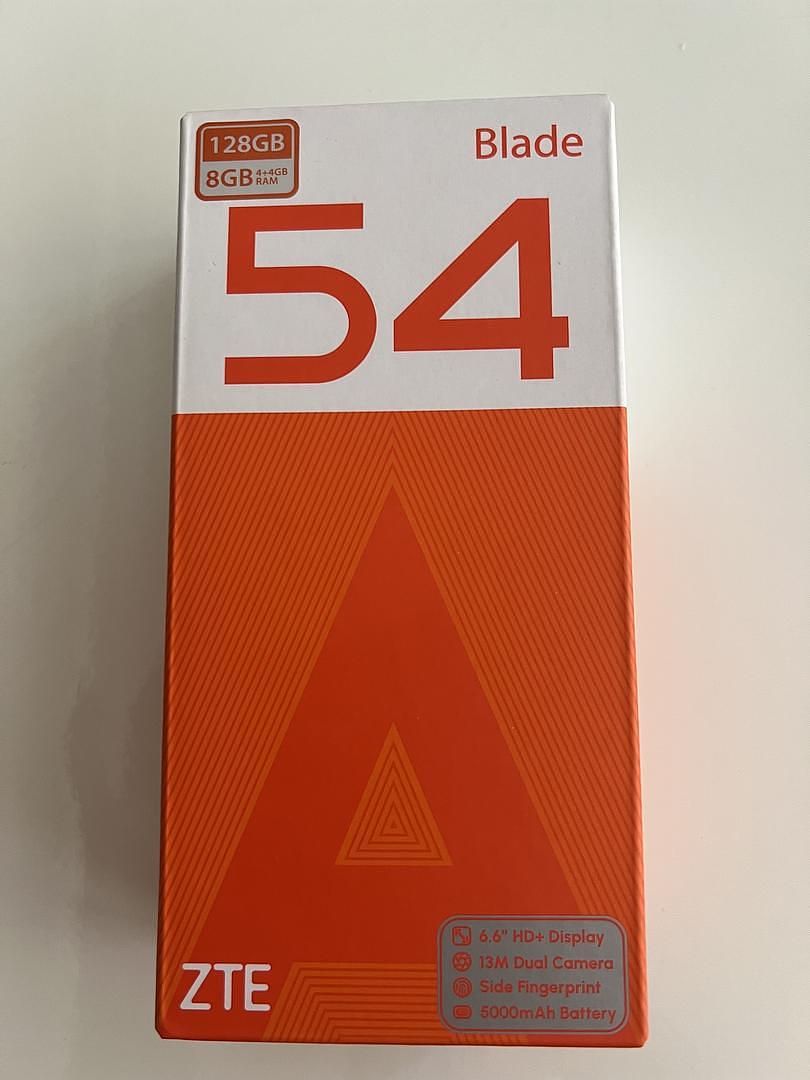 128GB
8GB 4+4GB RAM
Blade
54
A
ZTE
6.6" HD+ Display
13M Dual Camera
Side Fingerprint
5000mAh Battery